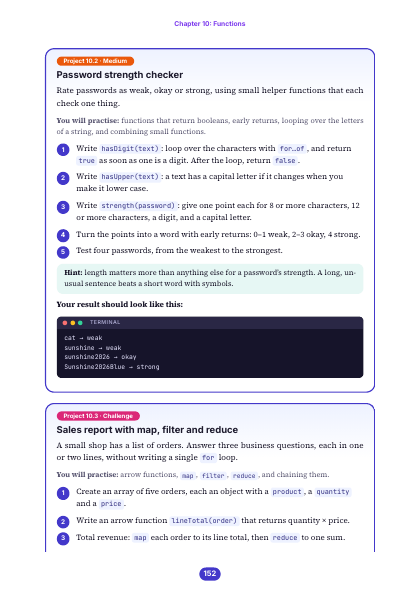 Chapter 10: Functions
Project 10.2 · Medium
Password strength checker
Rate passwords as weak, okay or strong, using small helper functions that each
check one thing.
You will practise: functions that return booleans, early returns, looping over the letters
of a string, and combining small functions.
1 Write hasDigit(text): loop over the characters with for…of, and return
true as soon as one is a digit. After the loop, return false.
2 Write hasUpper(text): a text has a capital letter if it changes when you
make it lower case.
3 Write strength(password): give one point each for 8 or more characters, 12
or more characters, a digit, and a capital letter.
4 Turn the points into a word with early returns: 0–1 weak, 2–3 okay, 4 strong.
5 Test four passwords, from the weakest to the strongest.
Hint: length matters more than anything else for a password's strength. A long, un-
usual sentence beats a short word with symbols.
Your result should look like this:
TERMINAL
cat → weak
sunshine → weak
sunshine2026 → okay
Sunshine2026Blue → strong
Project 10.3 · Challenge
Sales report with map, filter and reduce
A small shop has a list of orders. Answer three business questions, each in one
or two lines, without writing a single for loop.
You will practise: arrow functions, map, filter, reduce, and chaining them.
1 Create an array of five orders, each an object with a product, a quantity
and a price.
2 Write an arrow function lineTotal(order) that returns quantity × price.
3 Total revenue: map each order to its line total, then reduce to one sum.
152